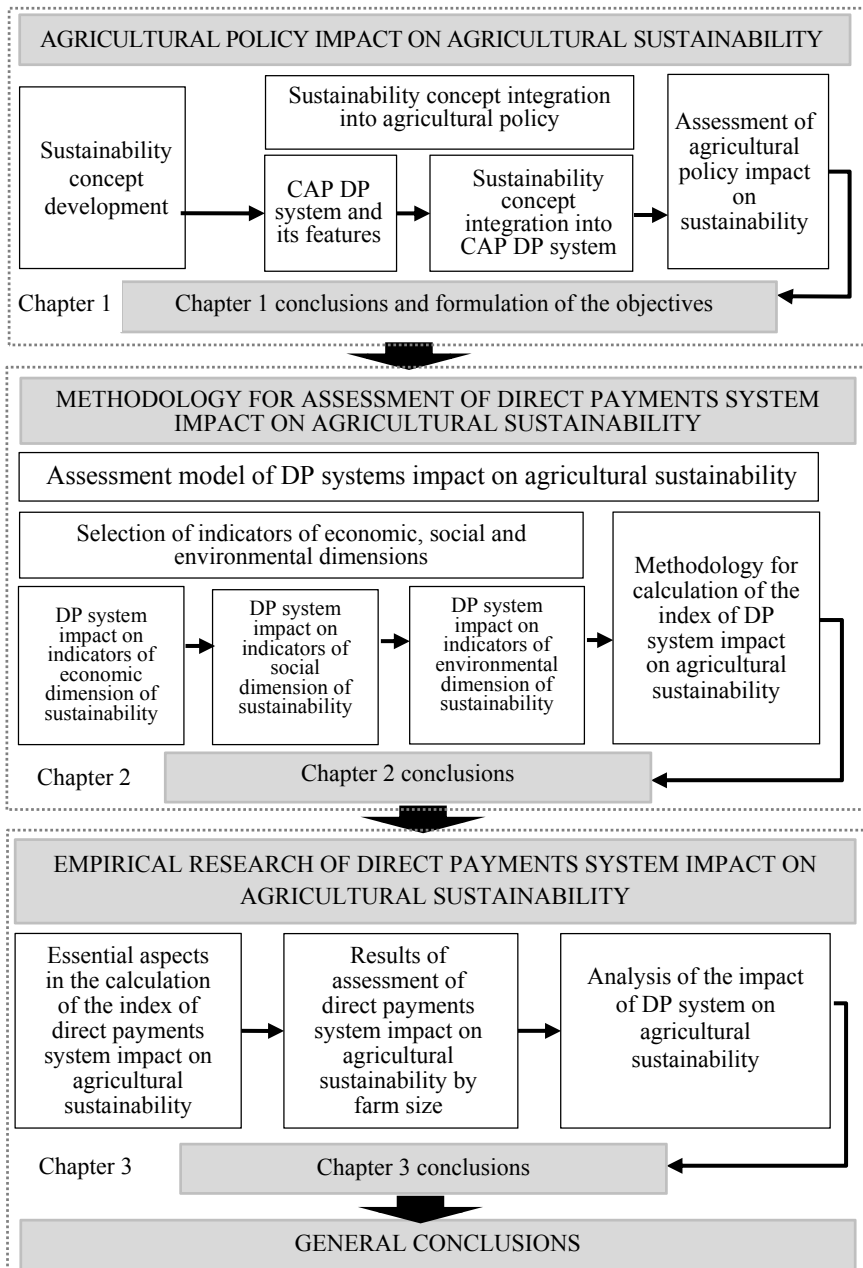 AGRICULTURAL POLICY IMPACT ON AGRICULTURAL SUSTAINABILITY
Sustainability
concept
development
Sustainability concept integration
into agricultural policy
CAP DP
system and
its features
Sustainability
concept
integration into
CAP DP system
Assessment of
agricultural
policy impact
on
sustainability
Chapter 1
Chapter 1 conclusions and formulation of the objectives
METHODOLOGY FOR ASSESSMENT OF DIRECT PAYMENTS SYSTEM
IMPACT ON AGRICULTURAL SUSTAINABILITY
Assessment model of DP systems impact on agricultural sustainability
Selection of indicators of economic, social and
environmental dimensions
DP system
impact on
indicators of
economic
dimension of
sustainability
DP system
impact on
indicators of
social
dimension of
sustainability
DP system
impact on
indicators of
environmental
dimension of
sustainability
Methodology for
calculation of the
index of DP
system impact
on agricultural
sustainability
Chapter 2
Chapter 2 conclusions
EMPIRICAL RESEARCH OF DIRECT PAYMENTS SYSTEM IMPACT ON
AGRICULTURAL SUSTAINABILITY
Essential aspects
in the calculation
of the index of
direct payments
system impact on
agricultural
sustainability
Results of
assessment of
direct payments
system impact on
agricultural
sustainability by
farm size
Analysis of the impact
of DP system on
agricultural
sustainability
Chapter 3
Chapter 3 conclusions
GENERAL CONCLUSIONS